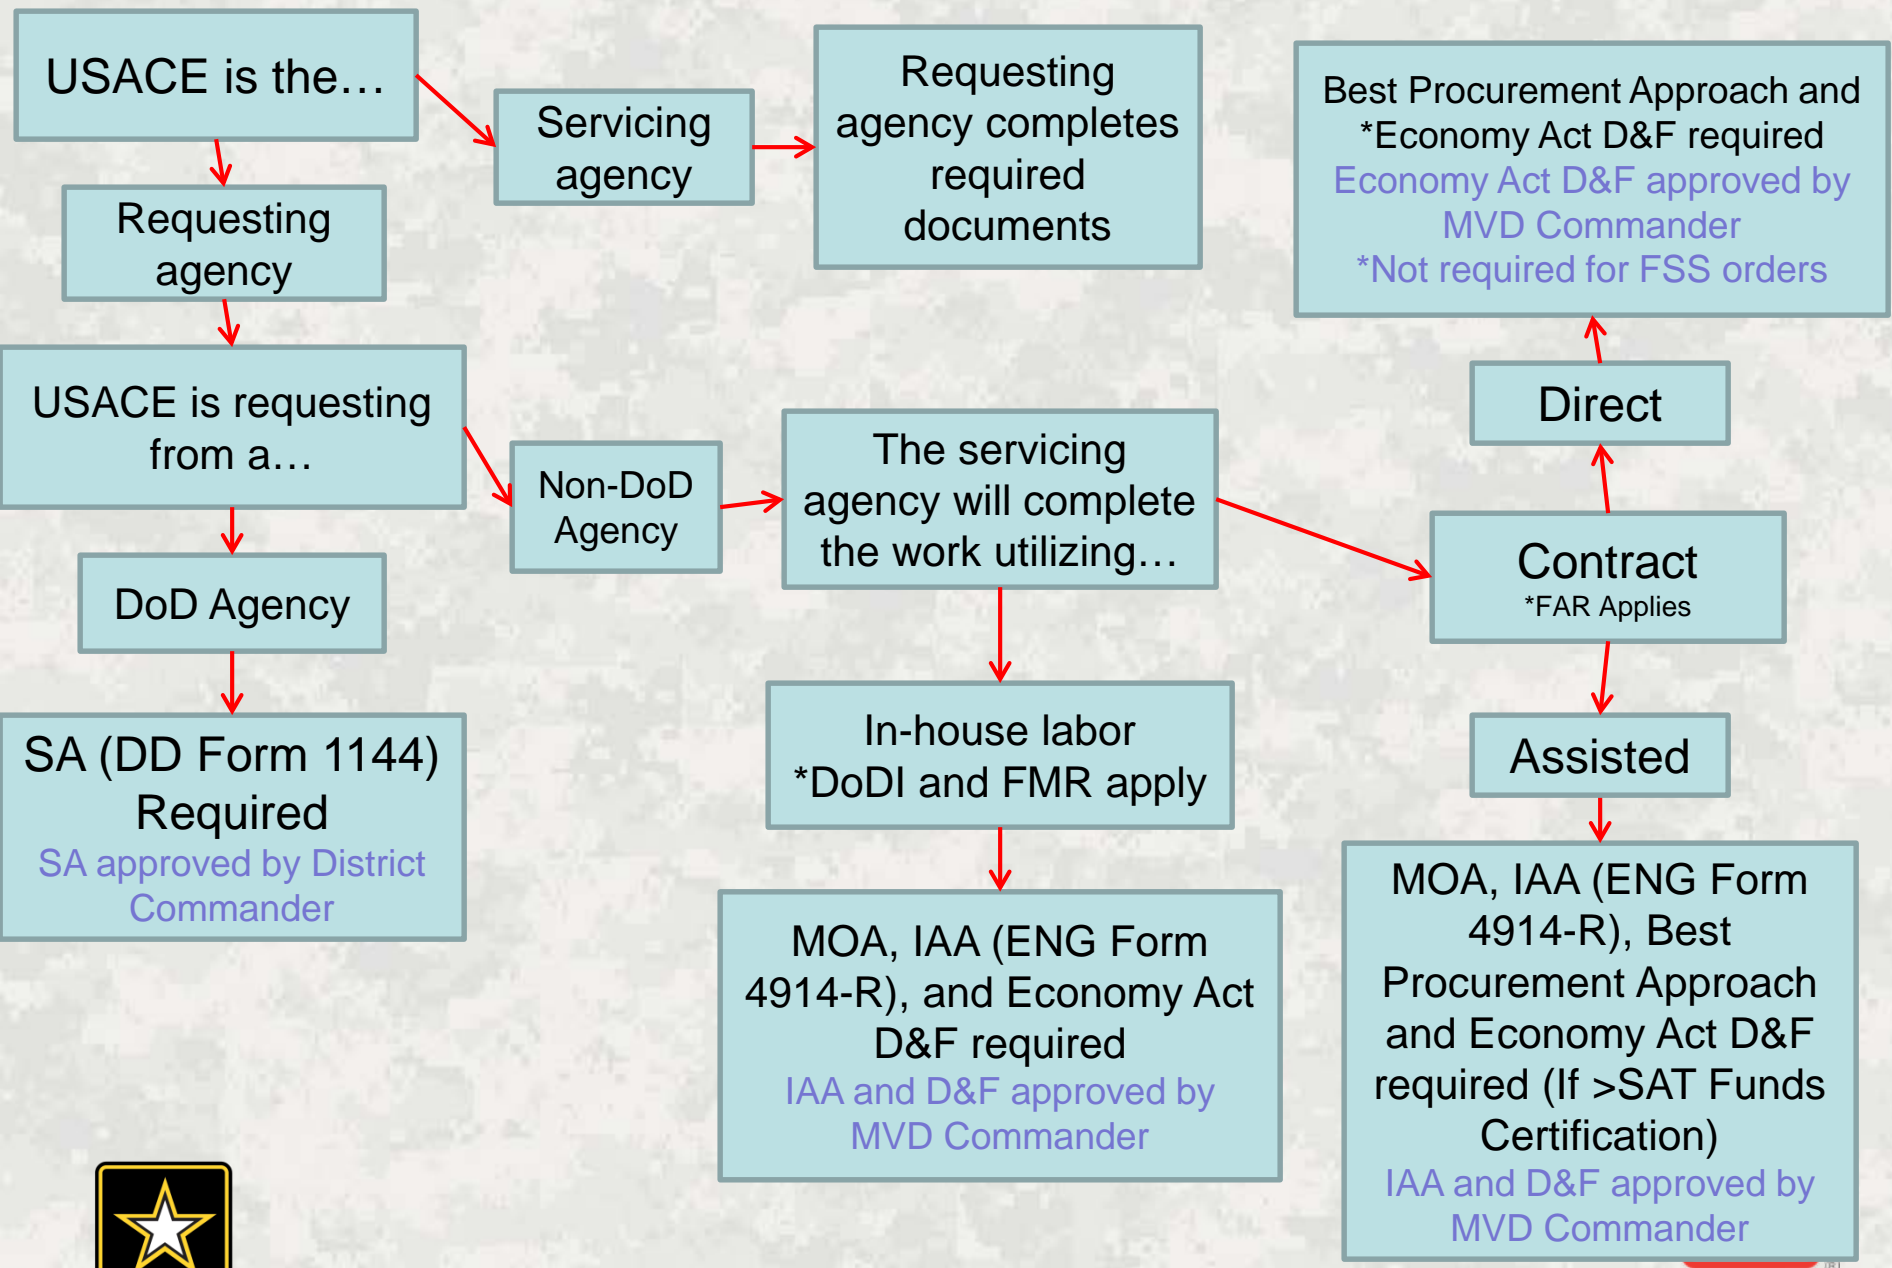 USACE is the…
Servicing
agency
Requesting
agency completes
required
documents
Best Procurement Approach and
*Economy Act D&F required
Economy Act D&F approved by
MVD Commander
*Not required for FSS orders
Requesting
agency
USACE is requesting
from a…
Non-DoD
Agency
The servicing
agency will complete
the work utilizing…
Direct
Contract
*FAR Applies
DoD Agency
SA (DD Form 1144)
Required
SA approved by District
Commander
In-house labor
*DoDI and FMR apply
Assisted
MOA, IAA (ENG Form
4914-R), and Economy Act
D&F required
IAA and D&F approved by
MVD Commander
MOA, IAA (ENG Form
4914-R), Best
Procurement Approach
and Economy Act D&F
required (If >SAT Funds
Certification)
IAA and D&F approved by
MVD Commander
®